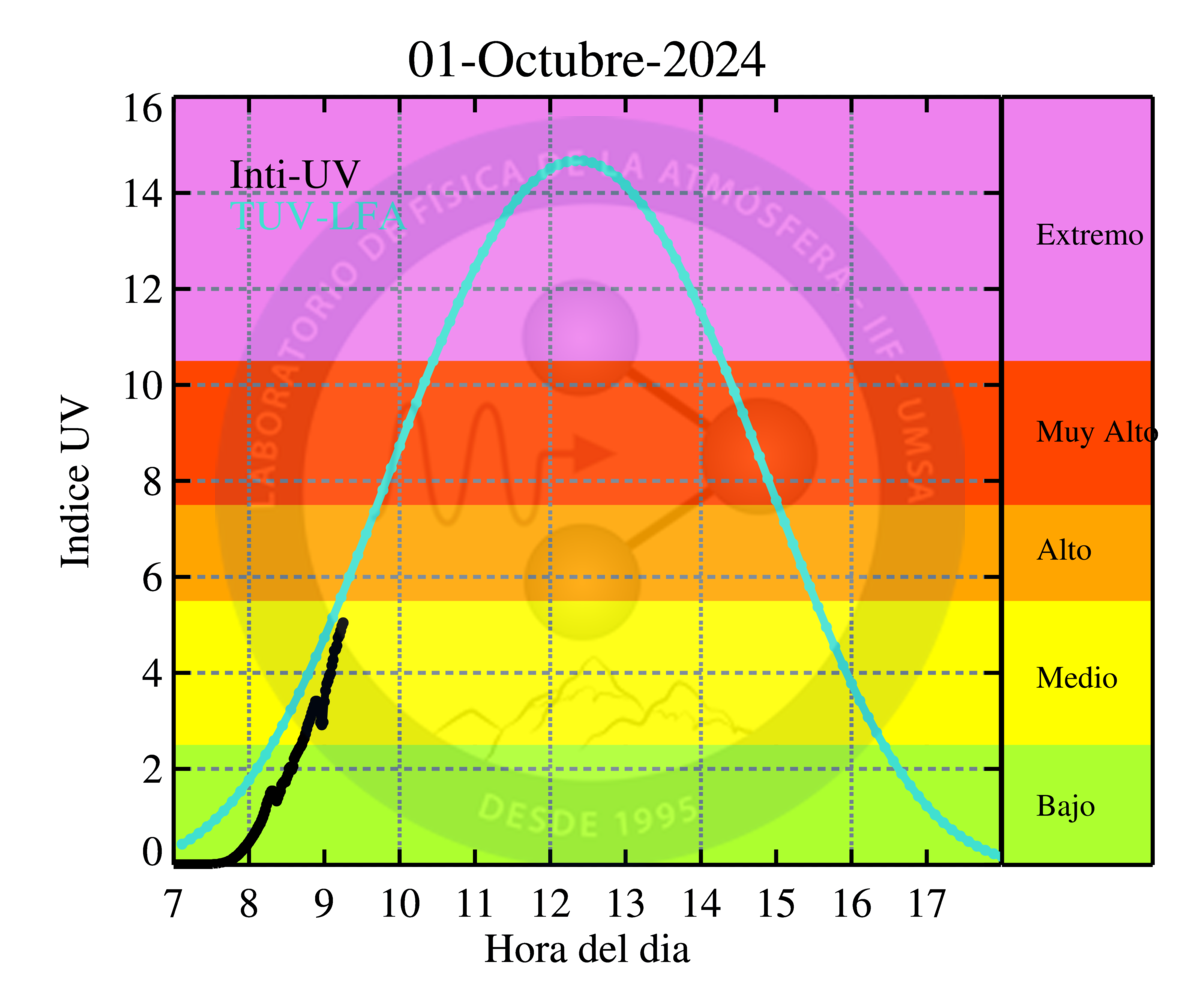 01-Octubre-2024
16
14
12
10
8
6
4
2
0
Indice UV
Inti-UV
TUV-LFA
LABORATORIO DE FÍSICA DE LA ATMÓSFERA - IIF - UMSA
DESDE 1995
Extremo
Muy Alto
Alto
Medio
Bajo
7 8 9 10 11 12 13 14 15 16 17
Hora del dia